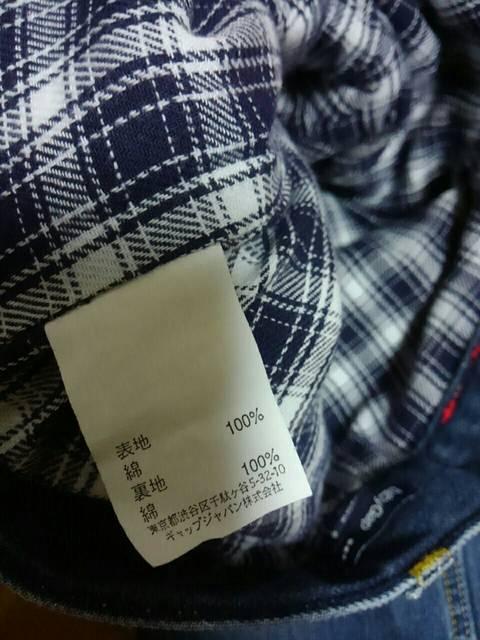 表地
綿 100%
裏地
綿 100%
東京都渋谷区千駄ケ谷5-32-10
ギャップジャパン株式会社